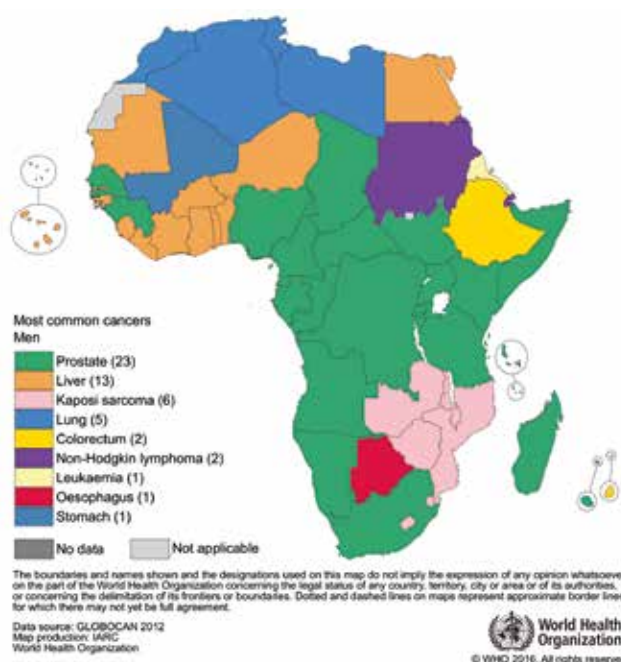 Most common cancers
Men
Prostate (23)
Liver (13)
Kaposi sarcoma (6)
Lung (5)
Colorectum (2)
Non-Hodgkin lymphoma (2)
Leukaemia (1)
Oesophagus (1)
Stomach (1)
No data
Not applicable
The boundaries and names shown and the designations used on this map do not imply the expression of any opinion whatsoever
on the part of the World Health Organization concerning the legal status of any country, territory, city or area or of its authorities,
or concerning the delimitation of its frontiers or boundaries. Dotted and dashed lines on maps represent approximate border lines
for which there may not yet be full agreement.
Data source: GLOBOCAN 2012
Map production: IARC
World Health Organization
World Health
Organization
© WHO 2016. All rights reserved